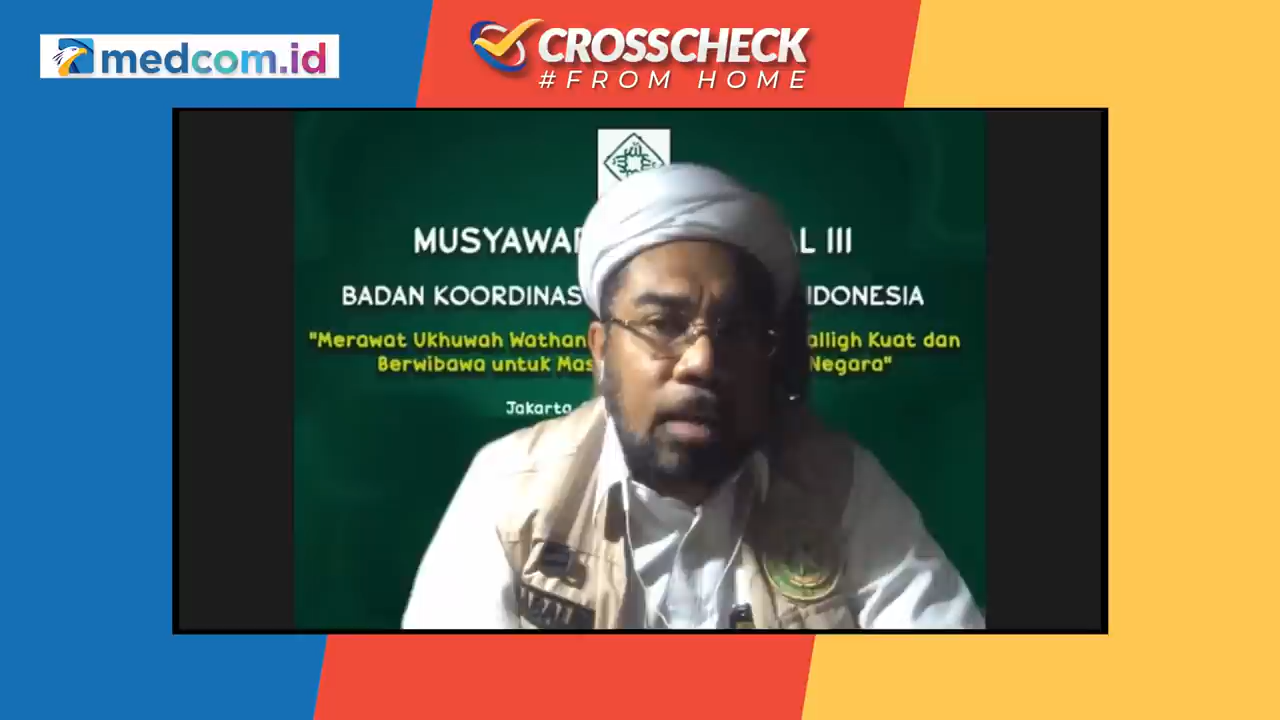 medcom.id
CROSSCHECK
#FROM HOME
MUSYAWA AL III
BADAN KOORDINAS IDONESIA
"Merawat Ukhuwah Wathan alligh Kuat dan
Berwibawa untuk Mas Negara"
Jakarta